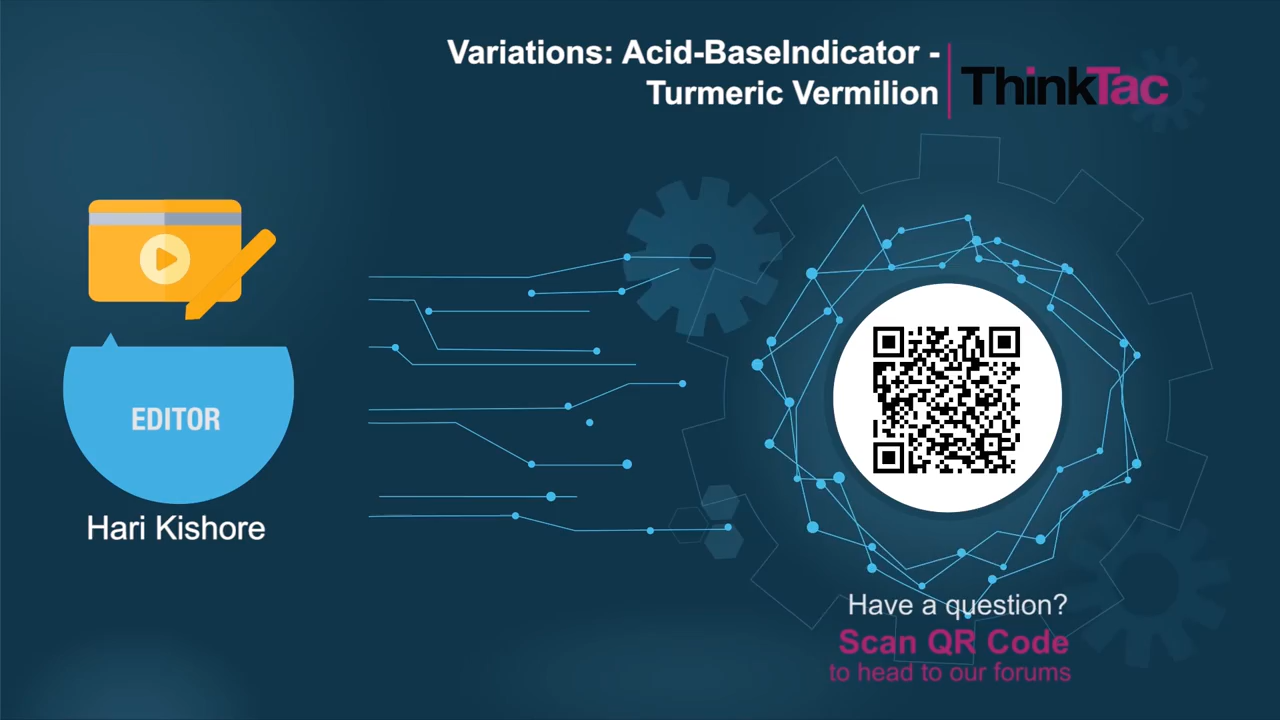 Variations: Acid-BaseIndicator -
Turmeric Vermilion
ThinkTac
EDITOR
Hari Kishore
Have a question?
Scan QR Code
to head to our forums